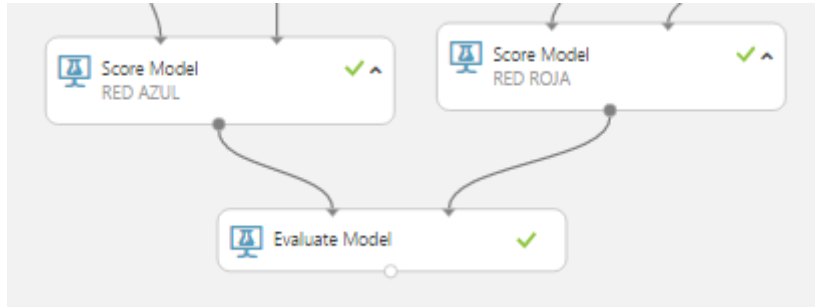 Score Model
RED AZUL
Score Model
RED ROJA
Evaluate Model